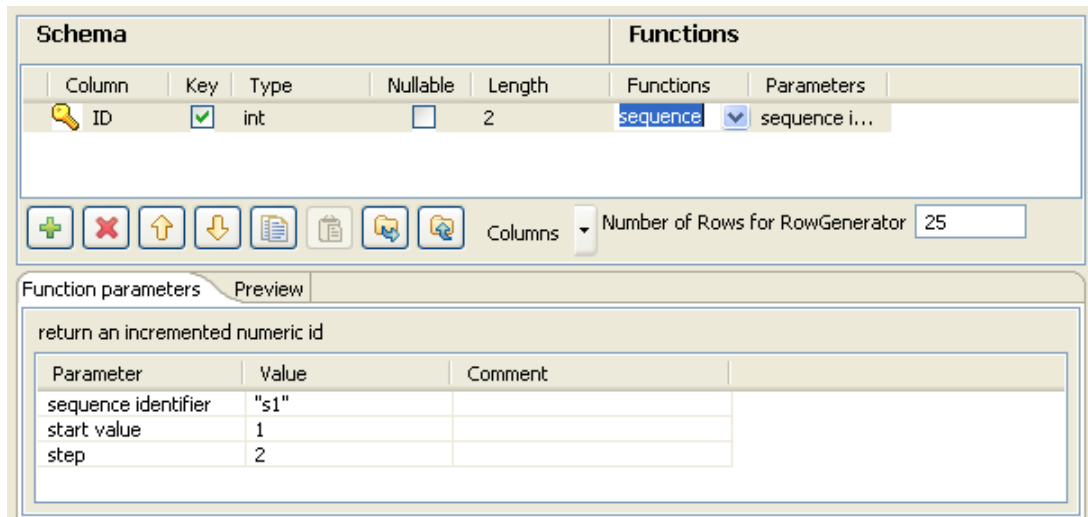 Schema Functions
Column Key Type Nullable Length Functions Parameters
ID int 2 sequence sequence i...
Columns Number of Rows for RowGenerator 25
Function parameters Preview
return an incremented numeric id
Parameter Value Comment
sequence identifier "s1"
start value 1
step 2